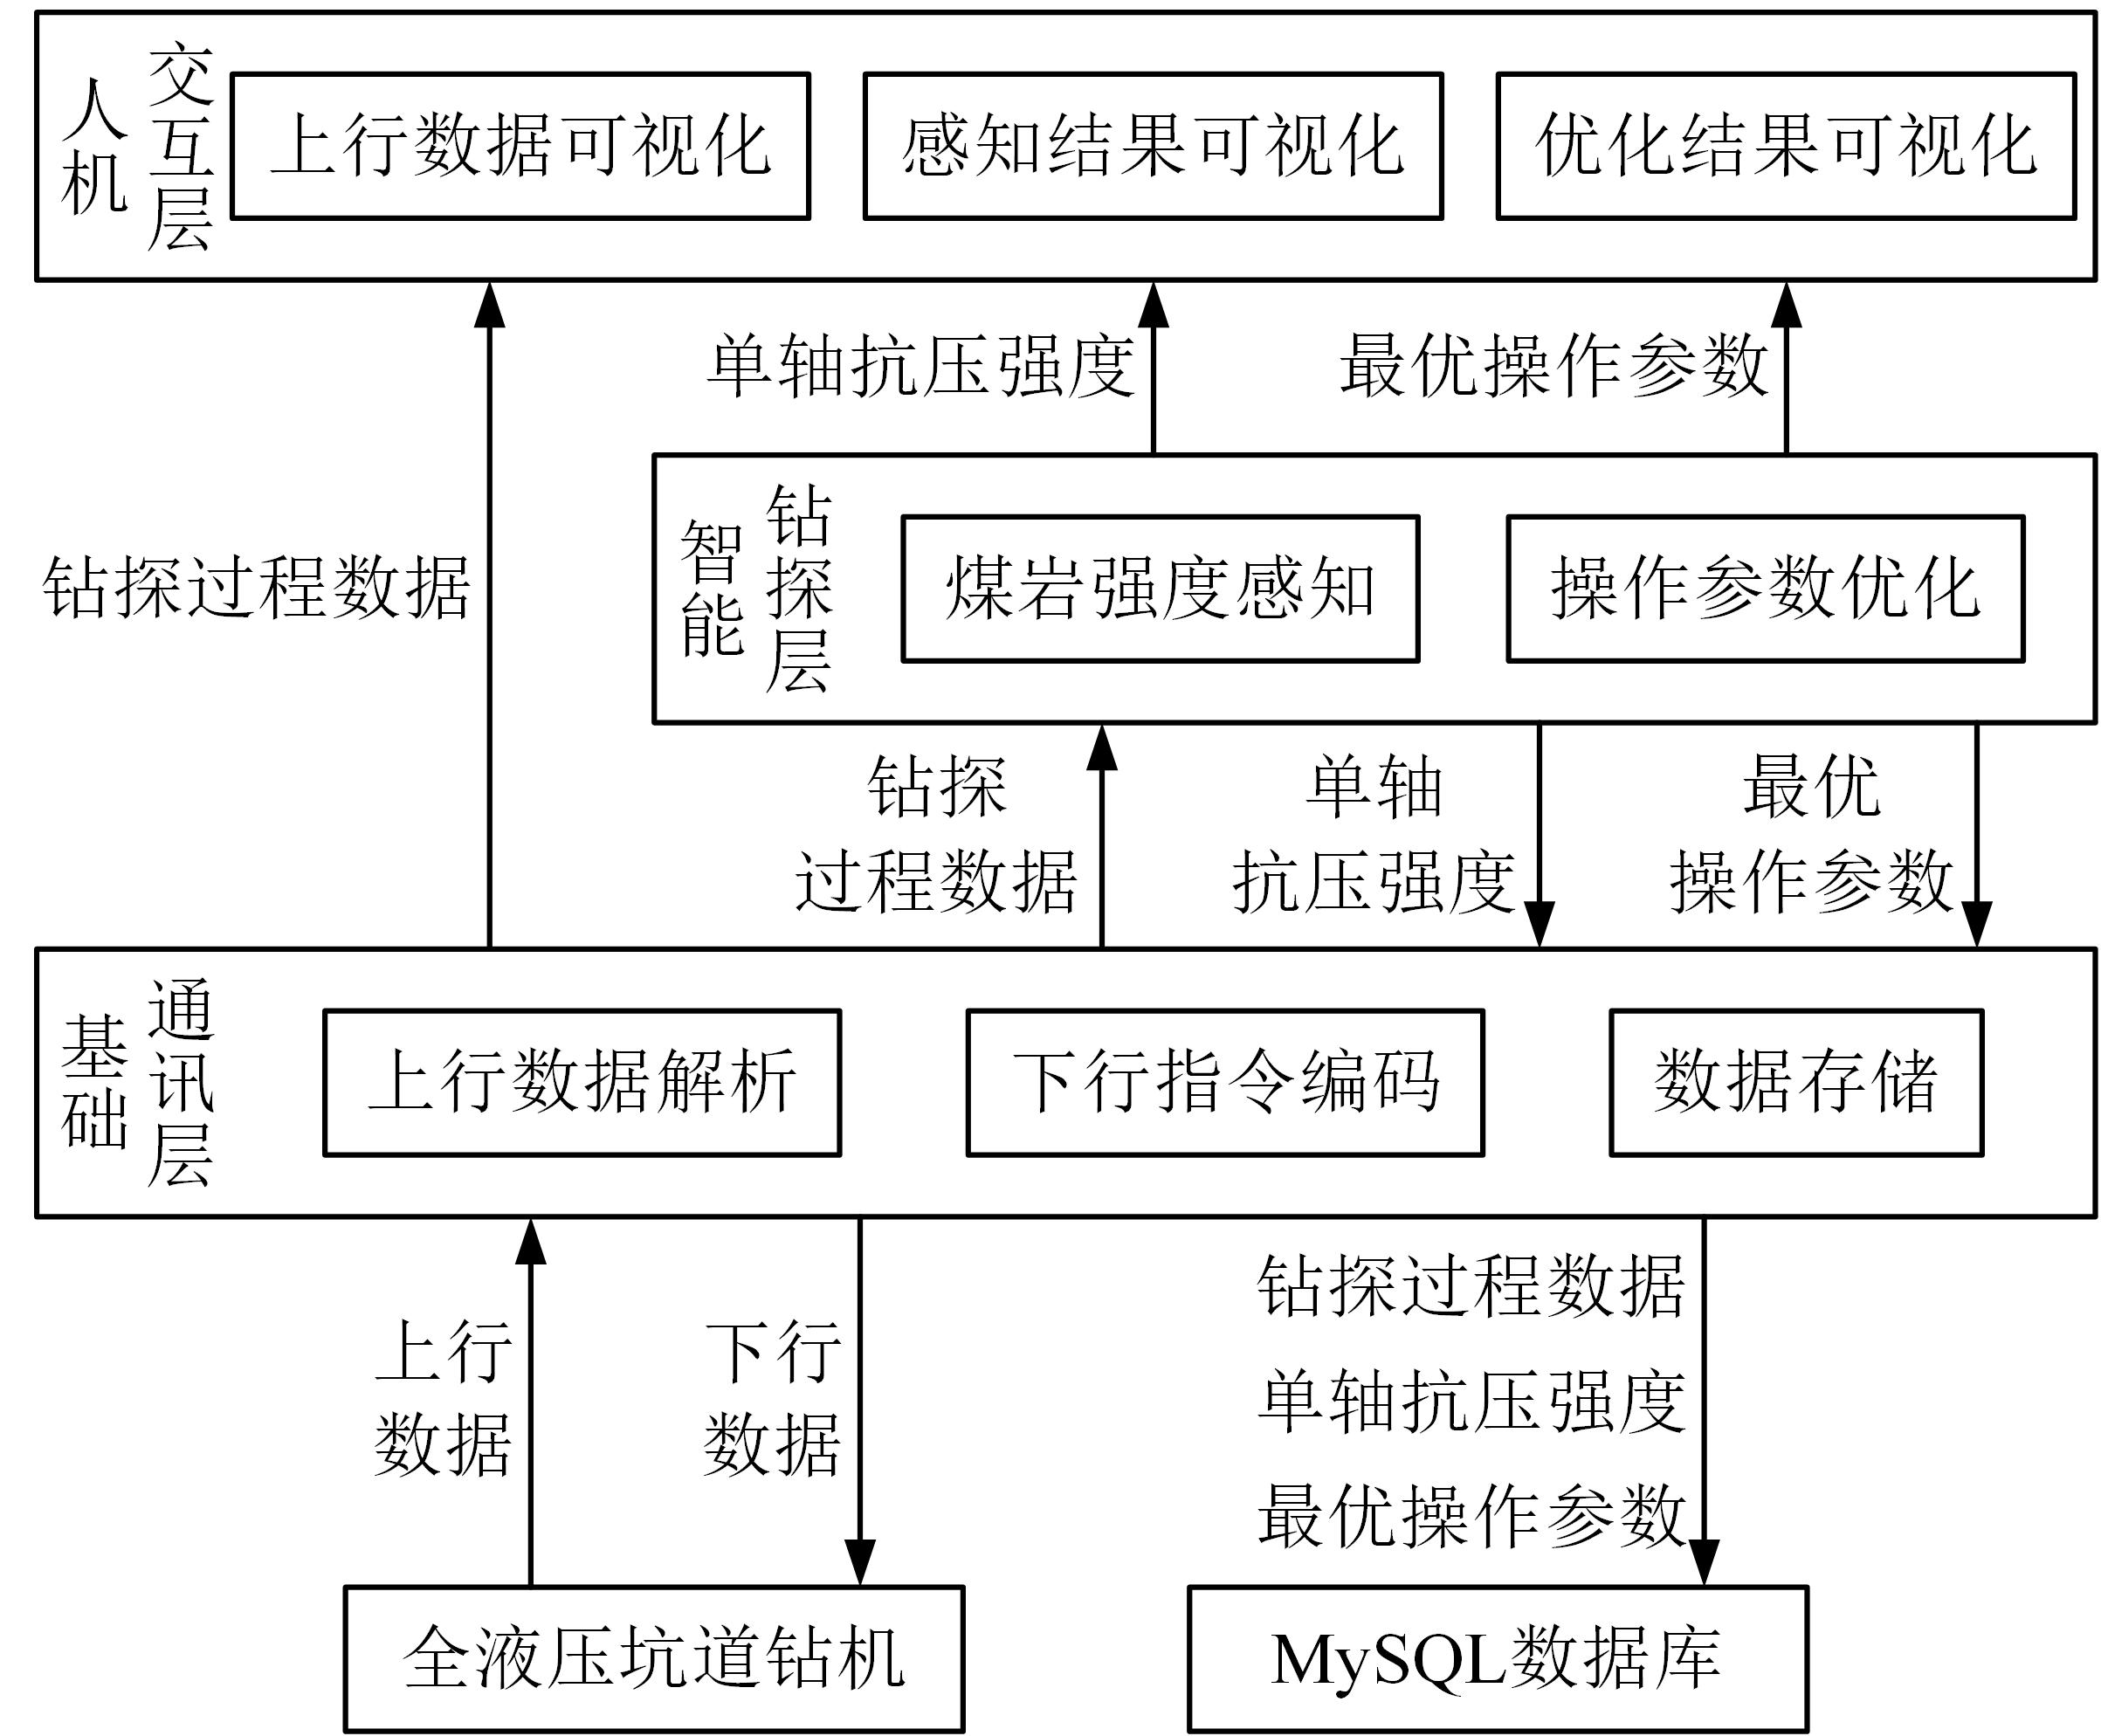 人机
交互层
上行数据可视化
感知结果可视化
优化结果可视化
单轴抗压强度
最优操作参数
钻探过程数据
智能
钻探层
煤岩强度感知
操作参数优化
钻探
过程数据
单轴
抗压强度
最优
操作参数
基础
通讯层
上行数据解析
下行指令编码
数据存储
上行
数据
下行
数据
钻探过程数据
单轴抗压强度
最优操作参数
全液压坑道钻机
MySQL数据库